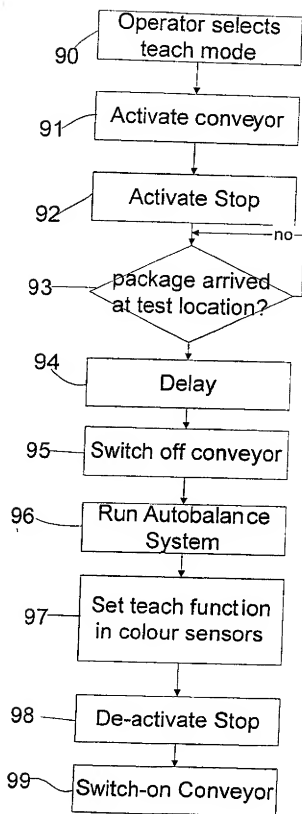 Operator selects
teach mode
90
Activate conveyor
91
Activate Stop
92
no
package arrived
at test location?
93
94
Delay
95
Switch off conveyor
96
Run Autobalance
System
97
Set teach function
in colour sensors
98
De-activate Stop
99
Switch-on Conveyor